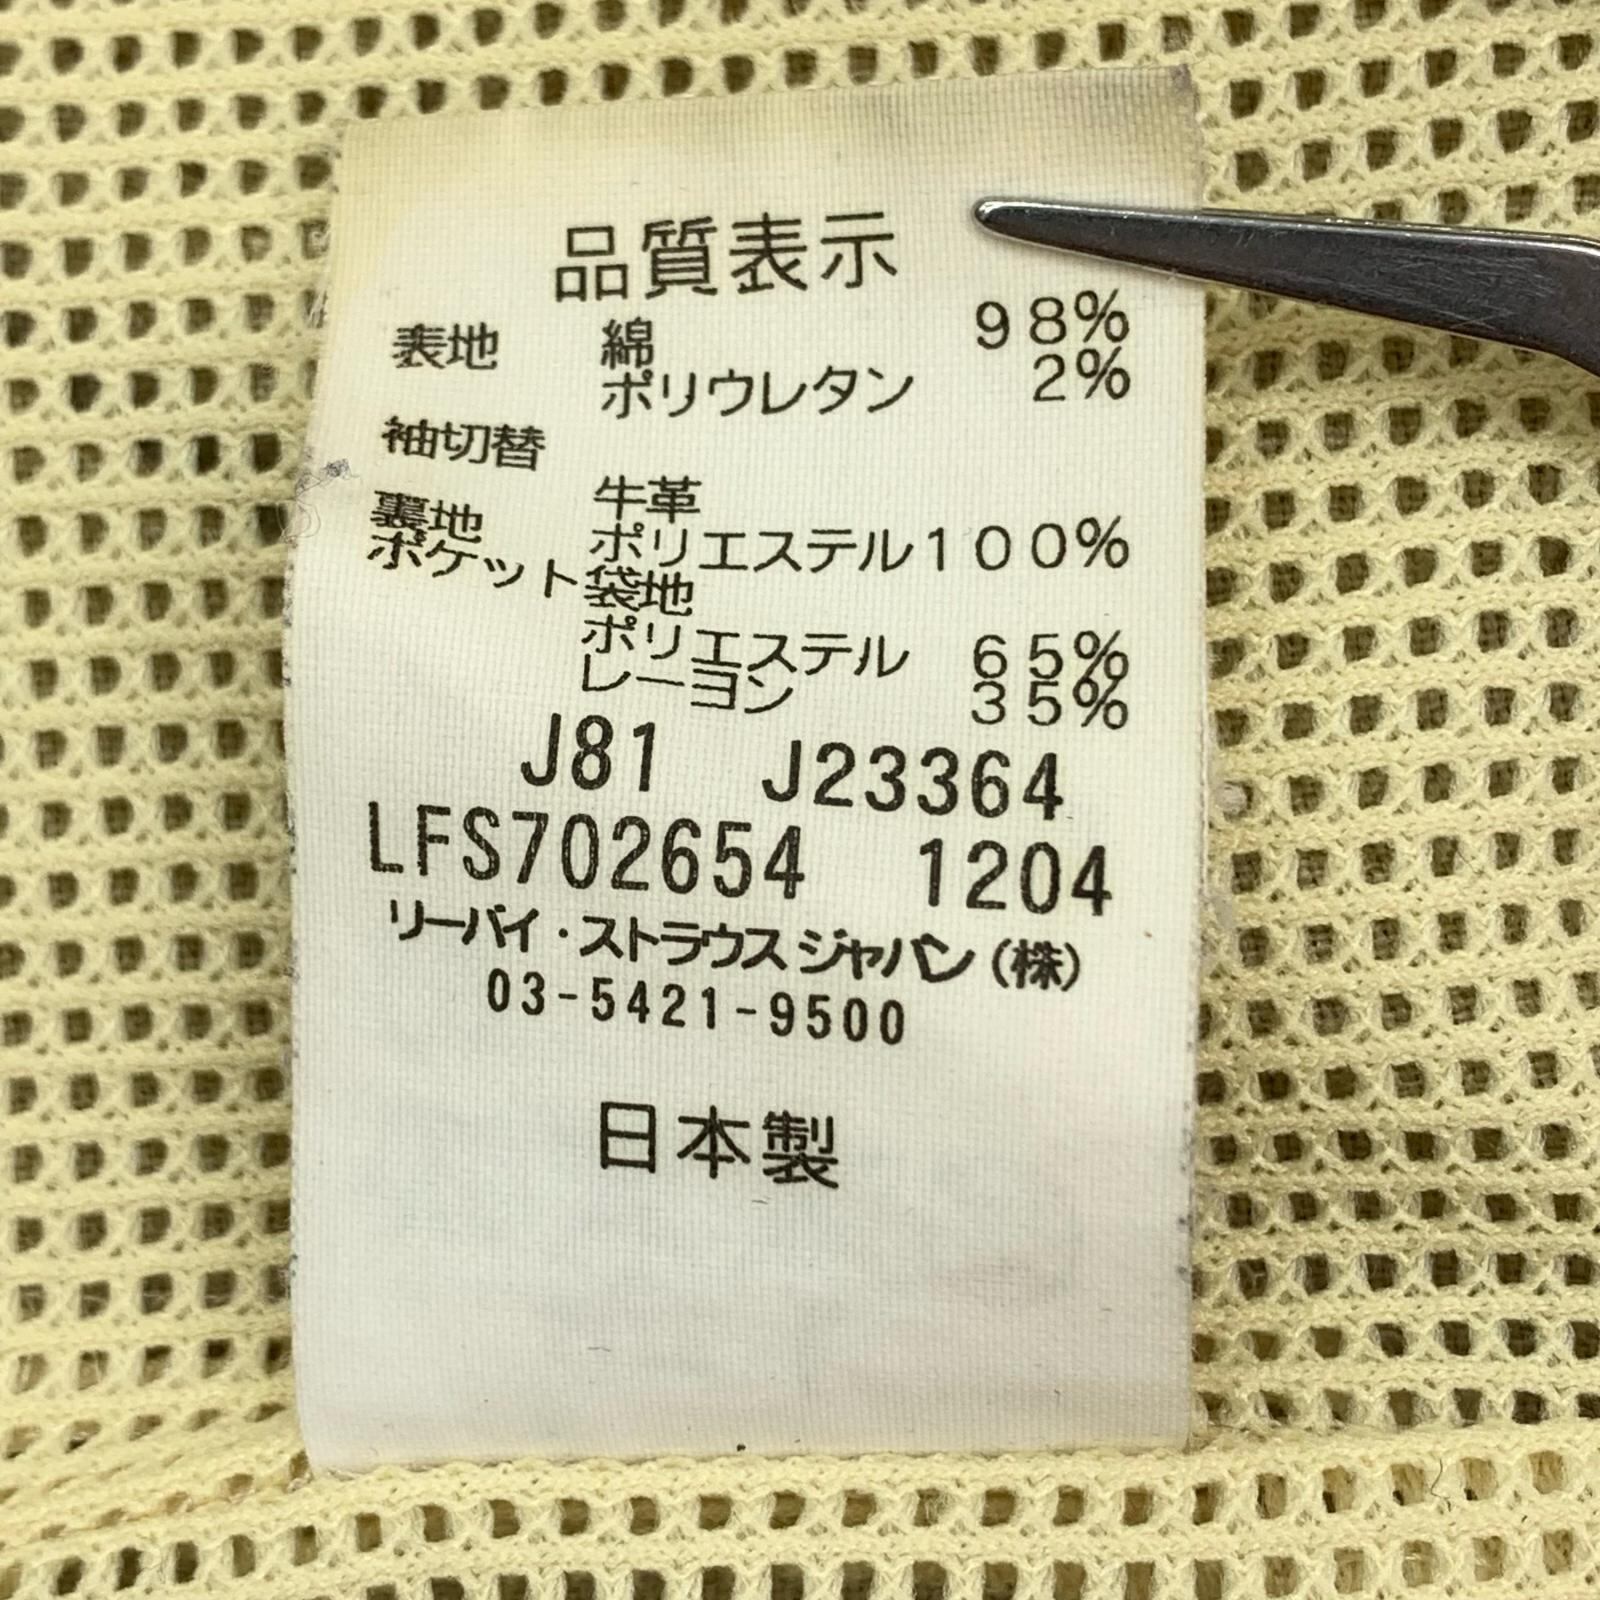 品質表示
表地 綿 98%
ポリウレタン 2%
袖切替
牛革
裏地 ポリエステル100%
ポケット袋地
ポリエステル 65%
レーヨン 35%
J81 J23364
LFS702654 1204
リーバイ・ストラウス ジャパン(株)
03-5421-9500
日本製